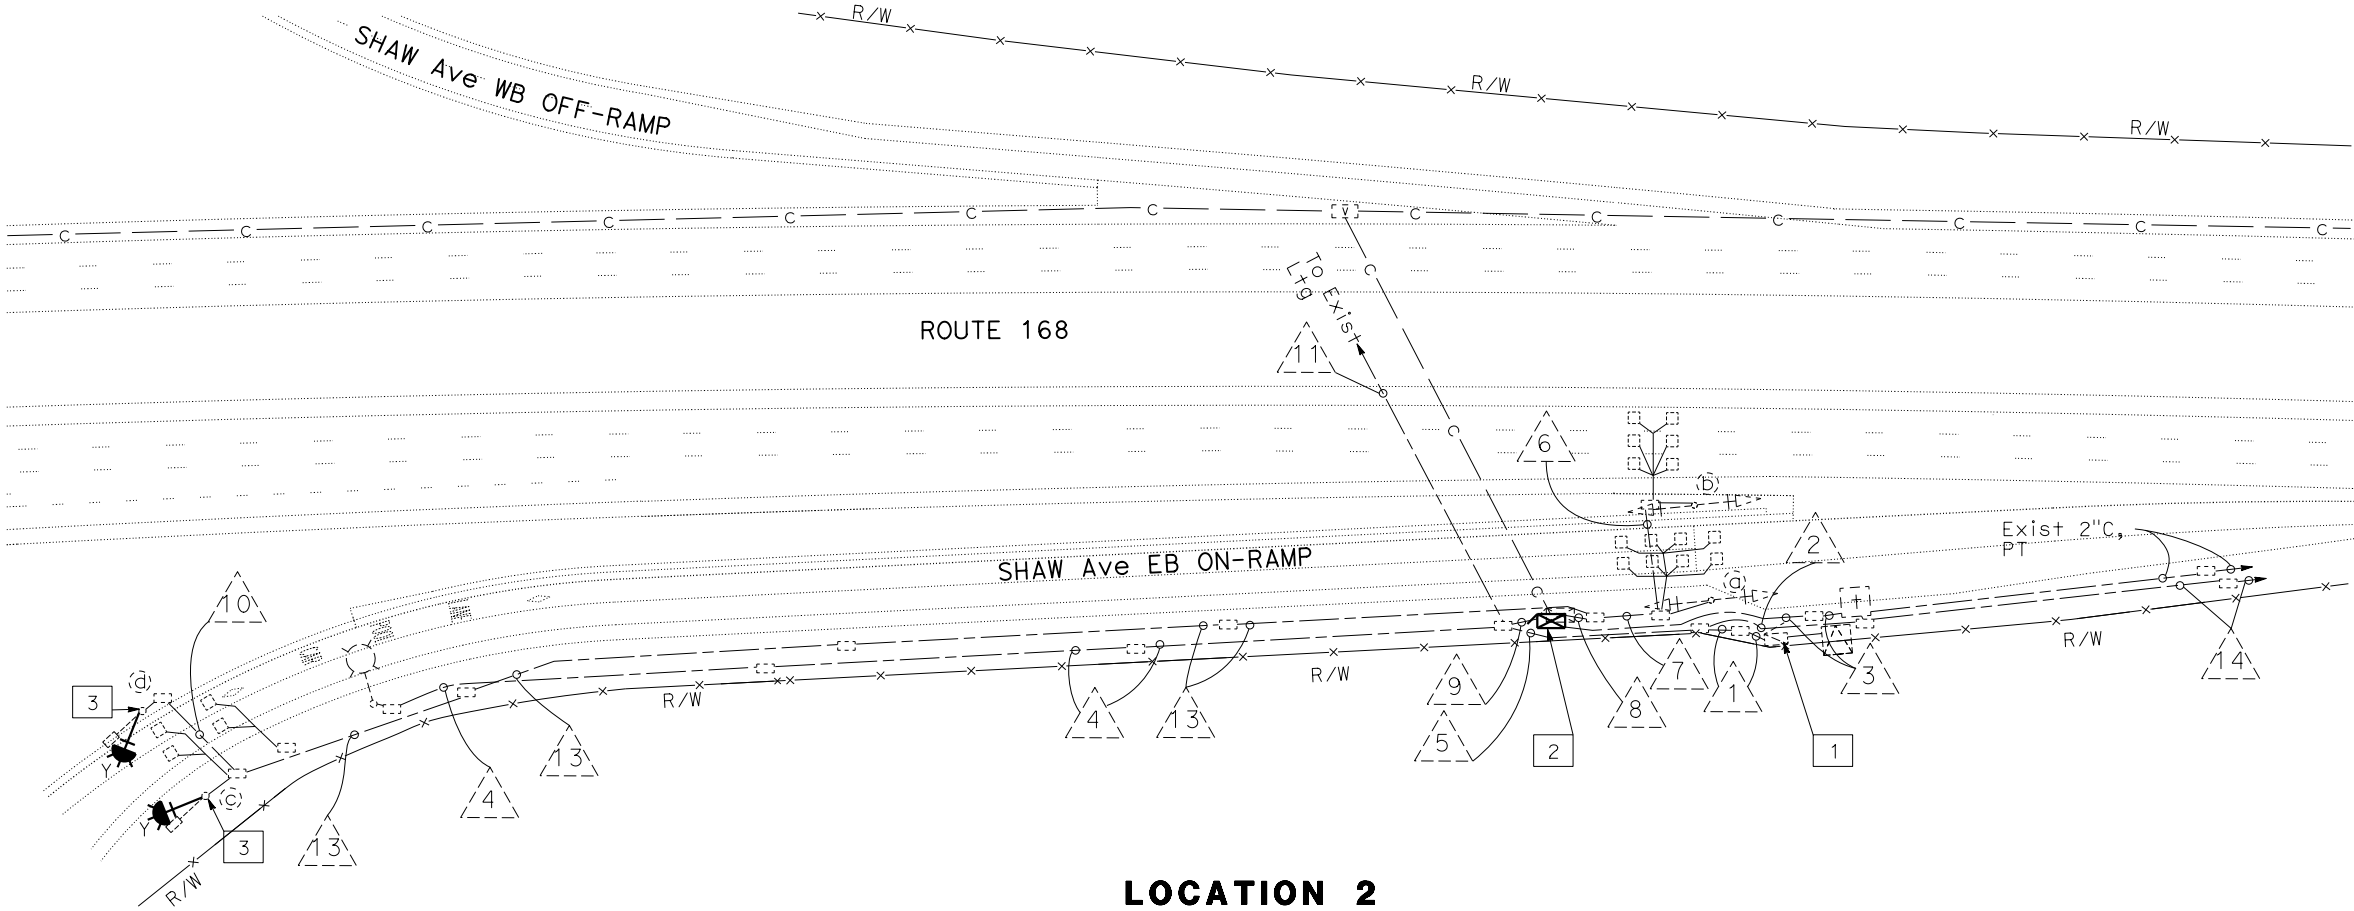 R/W
SHAW Ave WB OFF-RAMP
R/W
R/W
C C C C C C C V C C C C C C
C
To Exist
Ltg
ROUTE 168
11
C
6
b
Exist 2"C,
PT
2
SHAW Ave EB ON-RAMP
a
C
10
d
3
R/W
R/W
R/W
9
7
1
3
14
8
4
13
13
5
2
1
Y
4
c
Y
3
13
R/W
LOCATION 2